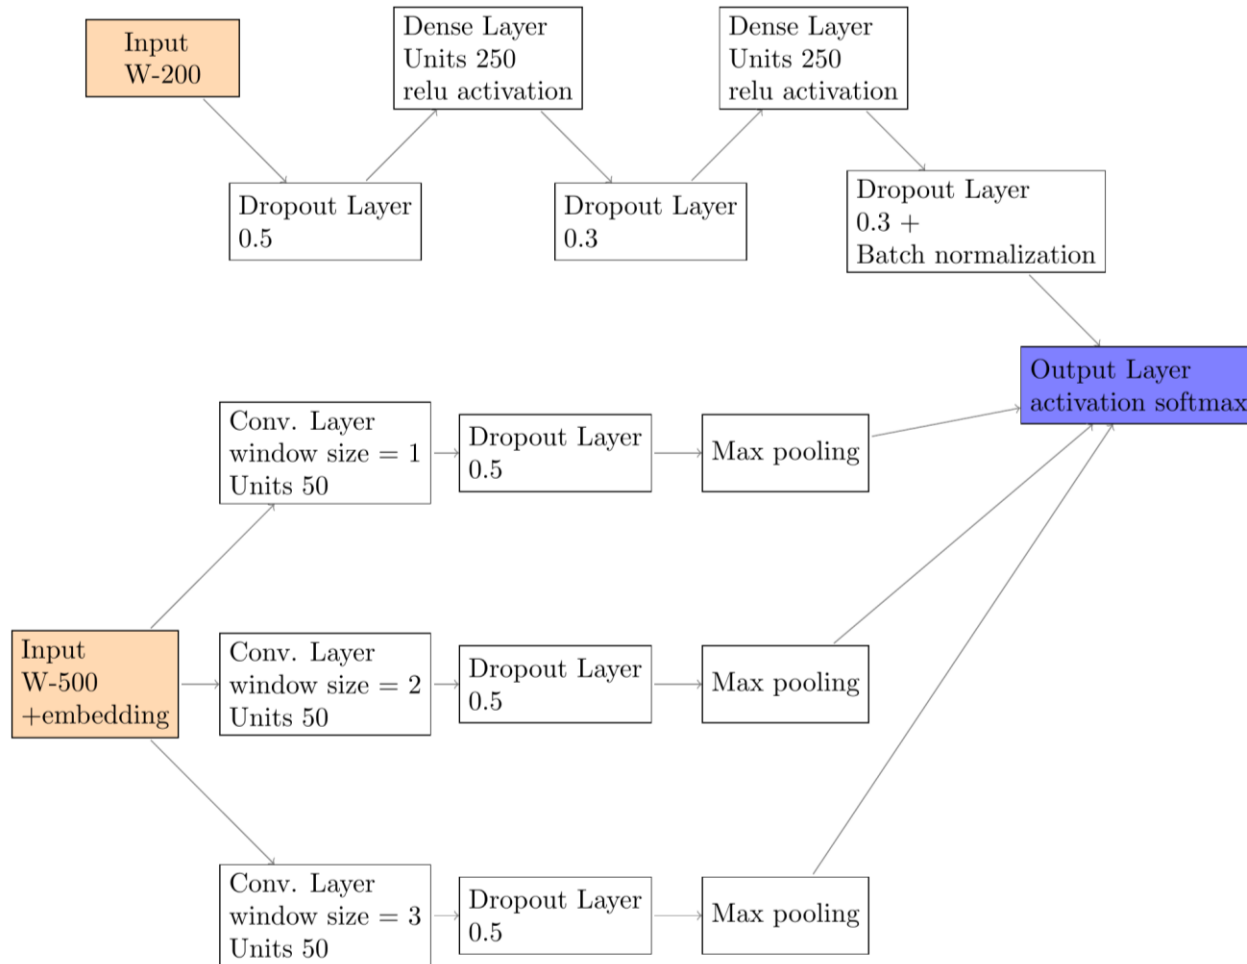 Input
W-200
Dense Layer
Units 250
relu activation
Dense Layer
Units 250
relu activation
Dropout Layer
0.5
Dropout Layer
0.3
Dropout Layer
0.3 +
Batch normalization
Output Layer
activation softmax
Conv. Layer
window size = 1
Units 50
Dropout Layer
0.5
Max pooling
Input
W-500
+embedding
Conv. Layer
window size = 2
Units 50
Dropout Layer
0.5
Max pooling
Conv. Layer
window size = 3
Units 50
Dropout Layer
0.5
Max pooling